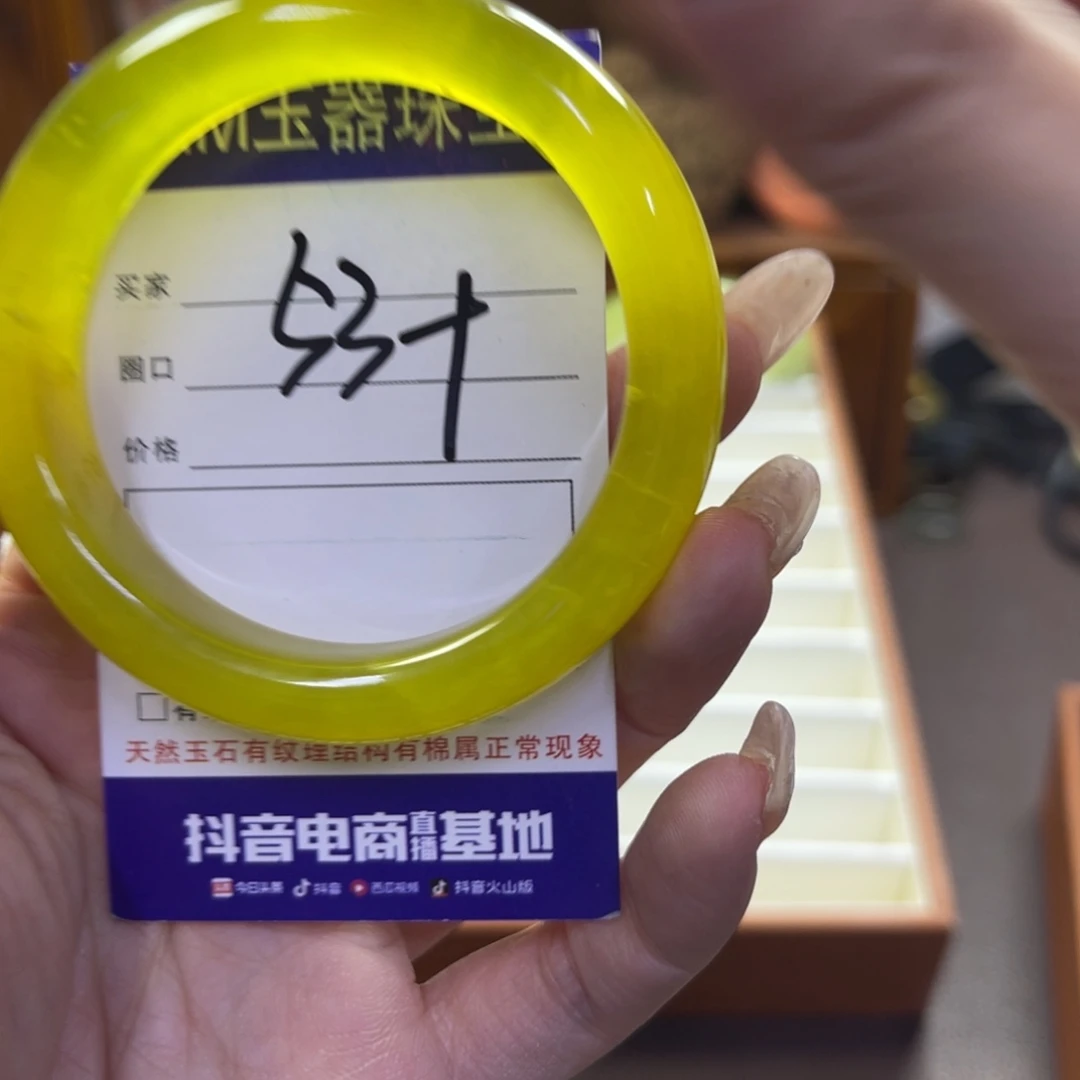 玉器珠
买家
53+
圈口
价格
天然玉石有纹理结构有棉属正常现象
抖音电商直播基地
今日头条 抖音 西瓜视频 抖音火山版